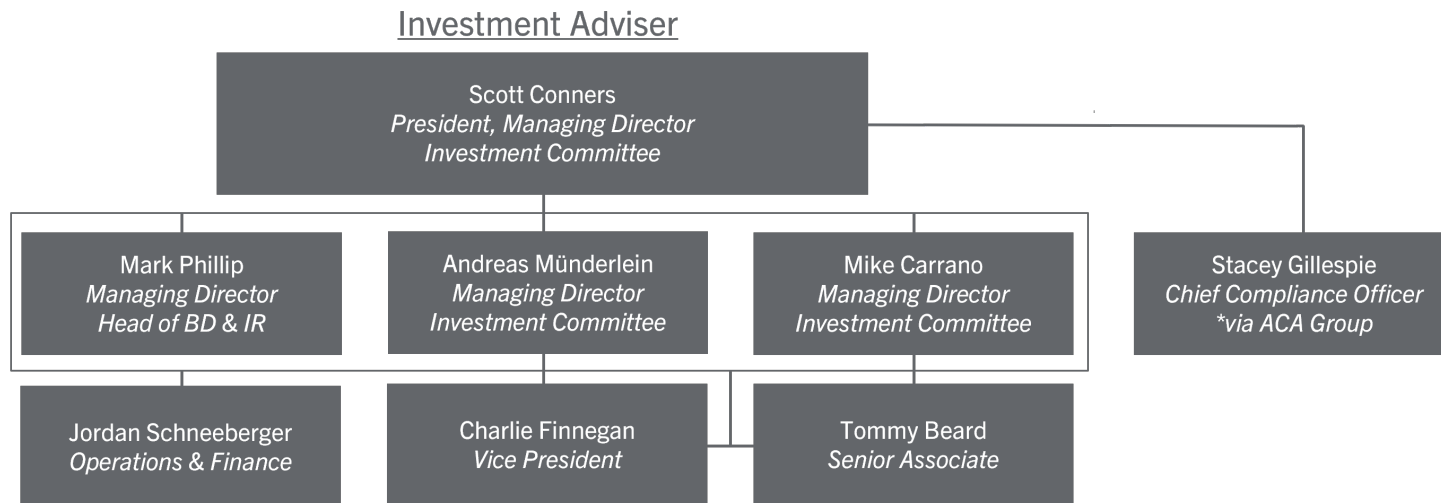 Investment Adviser
Scott Conners
President, Managing Director
Investment Committee
Mark Phillip
Managing Director
Head of BD & IR
Andreas Münderlein
Managing Director
Investment Committee
Mike Carrano
Managing Director
Investment Committee
Stacey Gillespie
Chief Compliance Officer
*via ACA Group
Jordan Schneeberger
Operations & Finance
Charlie Finnegan
Vice President
Tommy Beard
Senior Associate